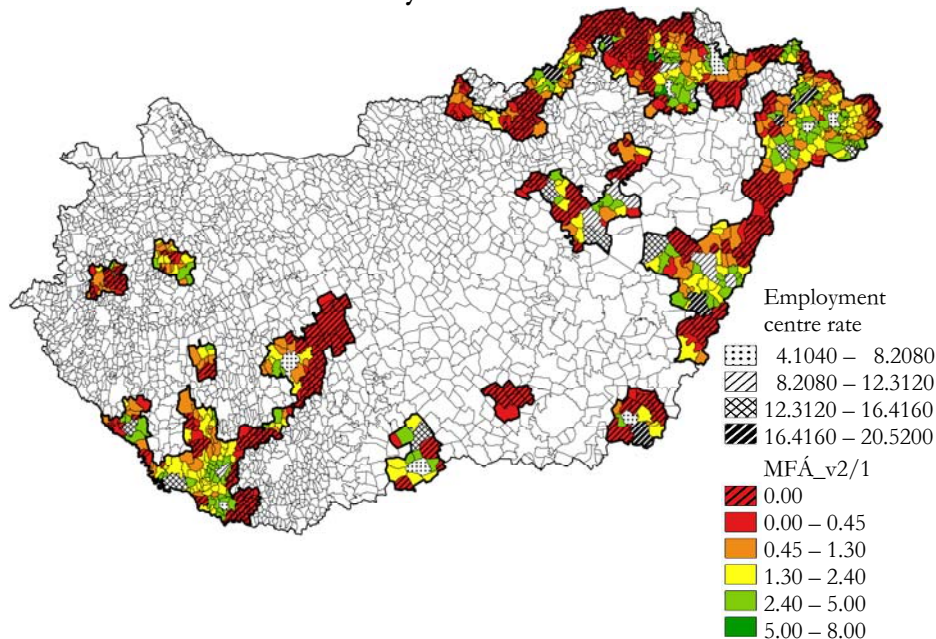 Employment
centre rate
4.1040 – 8.2080
8.2080 – 12.3120
12.3120 – 16.4160
16.4160 – 20.5200
MFÁ_v2/1
0.00
0.00 – 0.45
0.45 – 1.30
1.30 – 2.40
2.40 – 5.00
5.00 – 8.00